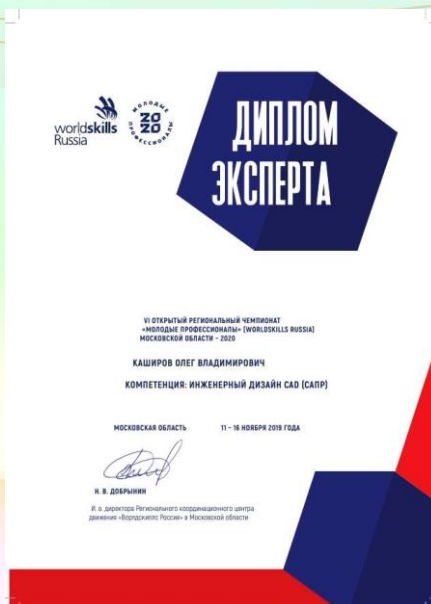 worldskills
Russia
МОЛОДЫЕ
ПРОФЕССИОНАЛЫ
20
20
ДИПЛОМ
ЭКСПЕРТА
VI ОТКРЫТЫЙ РЕГИОНАЛЬНЫЙ ЧЕМПИОНАТ
«МОЛОДЫЕ ПРОФЕССИОНАЛЫ» (WORLDSKILLS RUSSIA)
МОСКОВСКОЙ ОБЛАСТИ – 2020
КАШИРОВ ОЛЕГ ВЛАДИМИРОВИЧ
КОМПЕТЕНЦИЯ: ИНЖЕНЕРНЫЙ ДИЗАЙН CAD (САПР)
МОСКОВСКАЯ ОБЛАСТЬ 11 – 16 НОЯБРЯ 2019 ГОДА
Н. В. ДОБРЫНИН
И. о. директора Регионального координационного центра
движения «Ворлдскиллс Россия» в Московской области